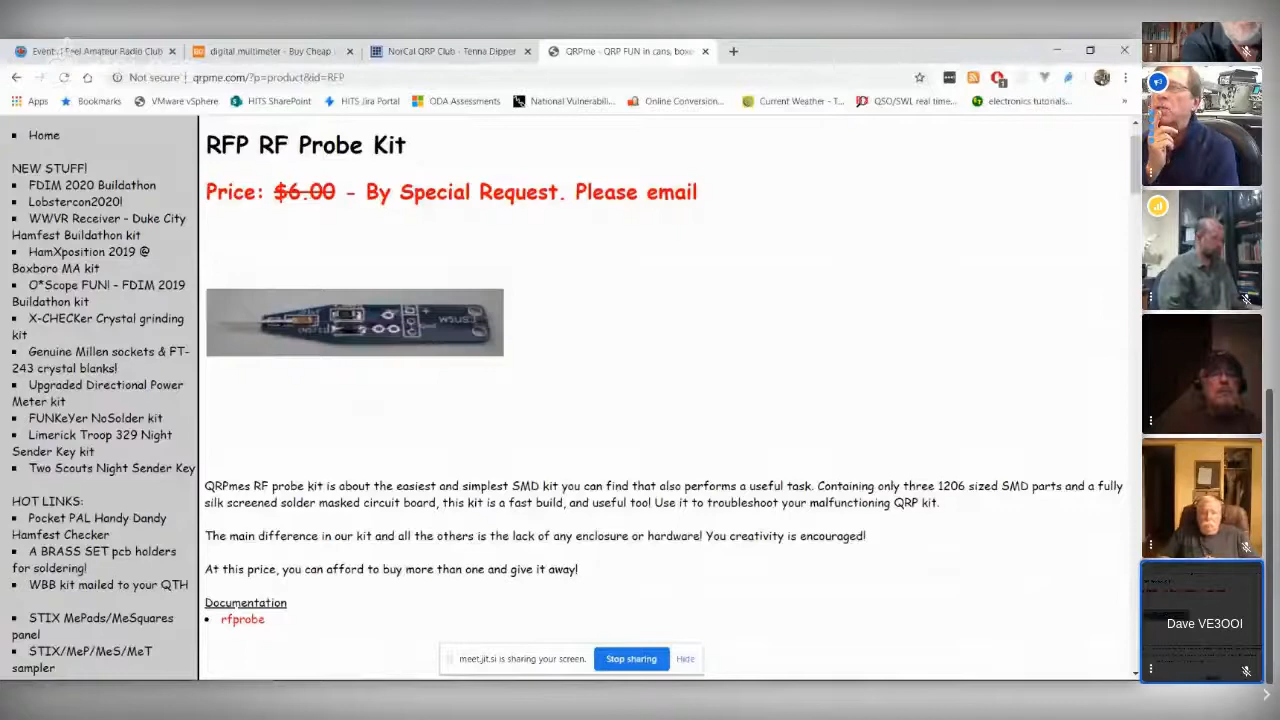 Events
Peel Amateur Radio Club
digital multimeter - Buy Cheap
NorCal QRP Club - Tenna Dipper
QRPme - QRP FUN in cans, boxe
Not secure
qrpme.com/?p=product&id=RFP
Apps
Bookmarks
VMware vSphere
HITS SharePoint
HITS Jira Portal
ODA Assessments
National Vulnerabili...
Online Conversion...
Current Weather - T...
QSO/SWL real time...
electronics tutorials...
»
Home
NEW STUFF!
FDIM 2020 Buildathon
Lobstercon2020!
WWVR Receiver - Duke City
Hamfest Buildathon kit
HamXposition 2019 @
Boxboro MA kit
O*Scope FUN! - FDIM 2019
Buildathon kit
X-CHECKer Crystal grinding
kit
Genuine Millen sockets & FT-
243 crystal blanks!
Upgraded Directional Power
Meter kit
FUNKeYer NoSolder kit
Limerick Troop 329 Night
Sender Key kit
Two Scouts Night Sender Key
HOT LINKS:
Pocket PAL Handy Dandy
Hamfest Checker
A BRASS SET pcb holders
for soldering!
WBB kit mailed to your QTH
STIX MePads/MeSquares
panel
STIX/MeP/MeS/MeT
sampler
RFP RF Probe Kit
Price: $6.00 - By Special Request. Please email
QRPmes RF probe kit is about the easiest and simplest SMD kit you can find that also performs a useful task. Containing only three 1206 sized SMD parts and a fully
silk screened solder masked circuit board, this kit is a fast build, and useful tool! Use it to troubleshoot your malfunctioning QRP kit.
The main difference in our kit and all the others is the lack of any enclosure or hardware! You creativity is encouraged!
At this price, you can afford to buy more than one and give it away!
Documentation
rfprobe
meet.jit.si is sharing your screen.
Stop sharing
Hide
Dave VE3OOI